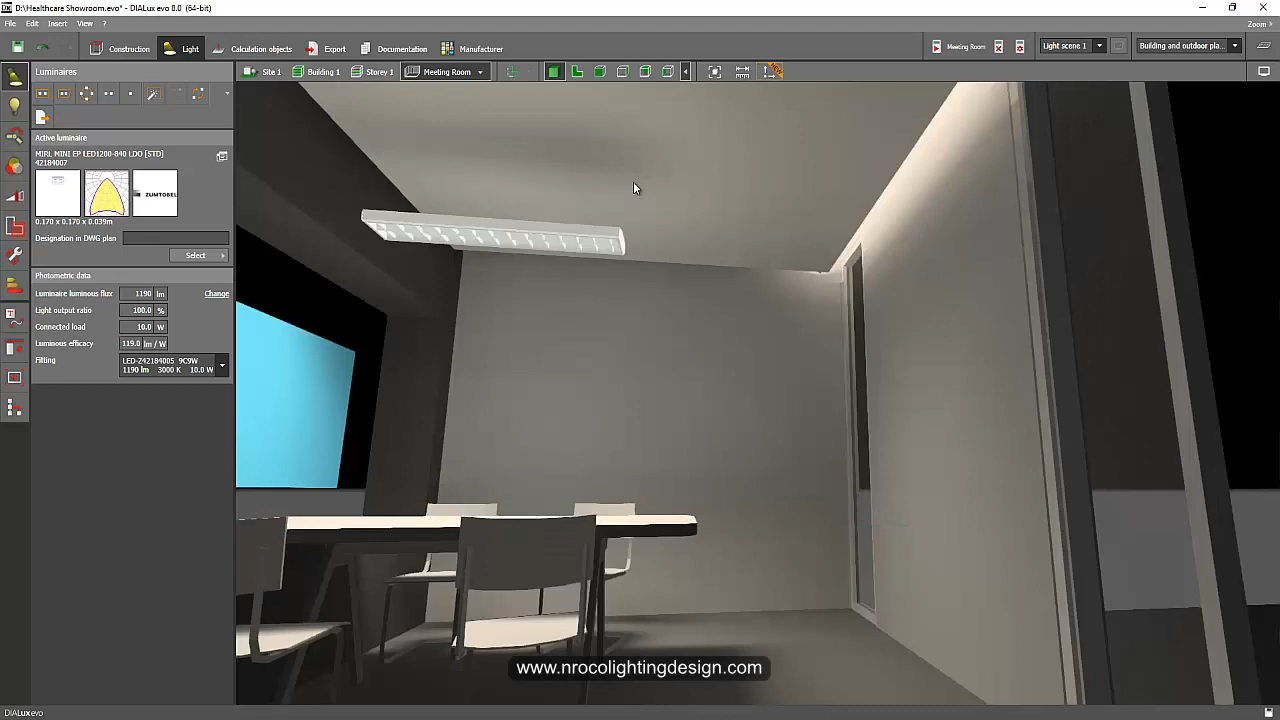 D:\Healthcare Showroom.evo* - DIALux evo 8.0  (64-bit)
File Edit Insert View ?
Zoom
Construction Light Calculation objects Export Documentation Manufacturer
Meeting Room Light scene 1 Building and outdoor pla...
Luminaires
Site 1 Building 1 Storey 1 Meeting Room
NEW
Active luminaire
MIRL MINI EP LED1200-840 LDO [STD]
42184007
ZUMTOBEL
0.170 x 0.170 x 0.039m
Designation in DWG plan
Select
Photometric data
Luminaire luminous flux 1190 lm Change
Light output ratio 100.0 %
Connected load 10.0 W
Luminous efficacy 119.0 lm / W
Fitting LED-Z42184005 9C9W
1190 lm 3000 K 10.0 W
www.nrocolightingdesign.com
DIALux evo